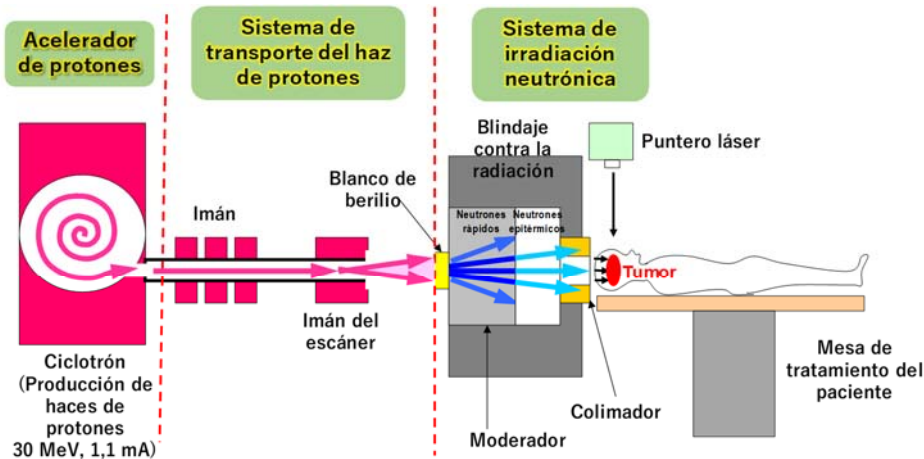 Acelerador
de protones
Sistema de
transporte del haz
de protones
Sistema de
irradiación
neutrónica
Blindaje
contra la
radiación
Puntero láser
Blanco de
berilio
Imán
Neutrones
ràpidos
Neutrones
epitérmicos
Tumor
Imán del
escáner
Ciclotrón
(Producción de
haces de
protones
30 MeV, 1,1 mA)
Moderador
Colimador
Mesa de
tratamiento del
paciente